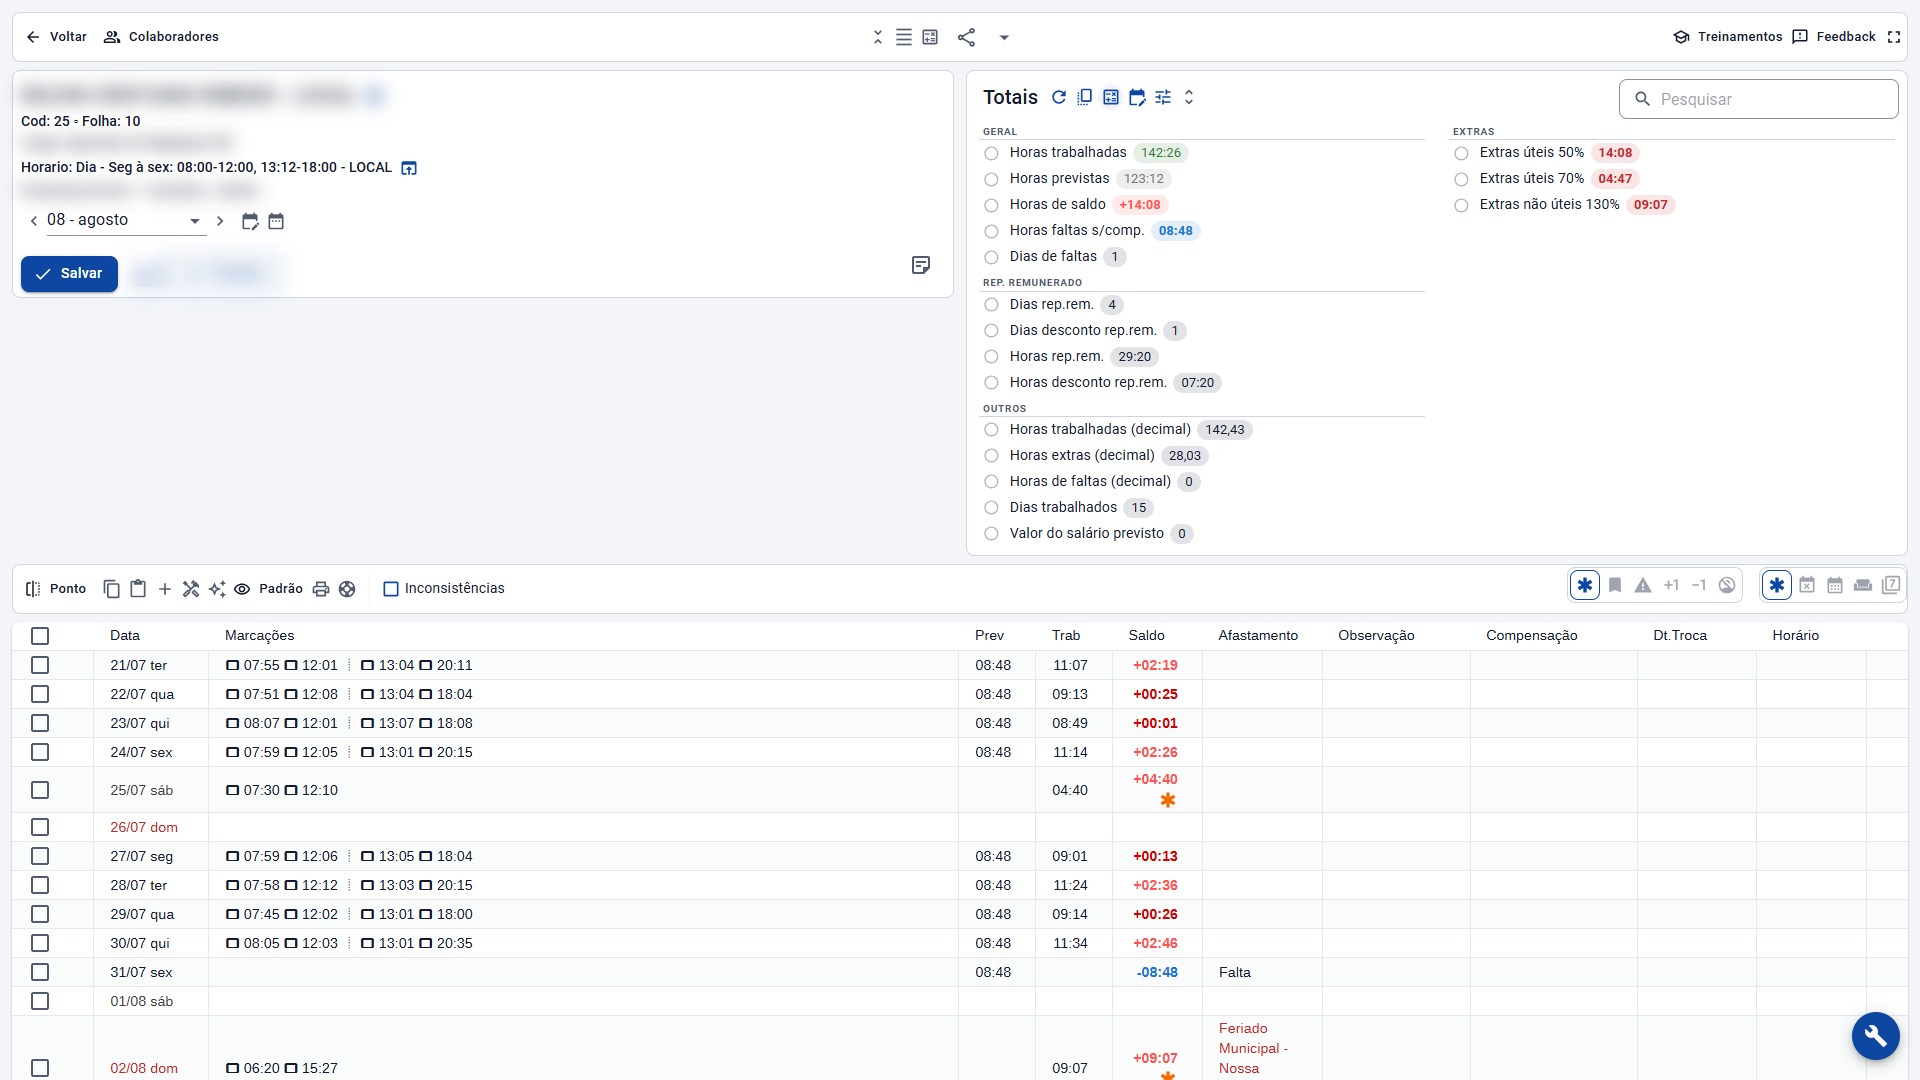 Voltar Colaboradores Treinamentos Feedback
Cod: 25 • Folha: 10
Horario: Dia - Seg à sex: 08:00-12:00, 13:12-18:00 - LOCAL
08 - agosto
Salvar
Totais Pesquisar
GERAL
Horas trabalhadas 142:26
Horas previstas 123:12
Horas de saldo +14:08
Horas faltas s/comp. 08:48
Dias de faltas 1
REP. REMUNERADO
Dias rep.rem. 4
Dias desconto rep.rem. 1
Horas rep.rem. 29:20
Horas desconto rep.rem. 07:20
OUTROS
Horas trabalhadas (decimal) 142,43
Horas extras (decimal) 28,03
Horas de faltas (decimal) 0
Dias trabalhados 15
Valor do salário previsto 0
EXTRAS
Extras úteis 50% 14:08
Extras úteis 70% 04:47
Extras não úteis 130% 09:07
Ponto Padrão Inconsistências +1 −1 7
Data Marcações Prev Trab Saldo Afastamento Observação Compensação Dt.Troca Horário
21/07 ter 07:55 12:01 13:04 20:11 08:48 11:07 +02:19
22/07 qua 07:51 12:08 13:04 18:04 08:48 09:13 +00:25
23/07 qui 08:07 12:01 13:07 18:08 08:48 08:49 +00:01
24/07 sex 07:59 12:05 13:01 20:15 08:48 11:14 +02:26
25/07 sáb 07:30 12:10 04:40 +04:40
26/07 dom
27/07 seg 07:59 12:06 13:05 18:04 08:48 09:01 +00:13
28/07 ter 07:58 12:12 13:03 20:15 08:48 11:24 +02:36
29/07 qua 07:45 12:02 13:01 18:00 08:48 09:14 +00:26
30/07 qui 08:05 12:03 13:01 20:35 08:48 11:34 +02:46
31/07 sex 08:48 -08:48 Falta
01/08 sáb
02/08 dom 06:20 15:27 09:07 +09:07 Feriado
Municipal -
Nossa